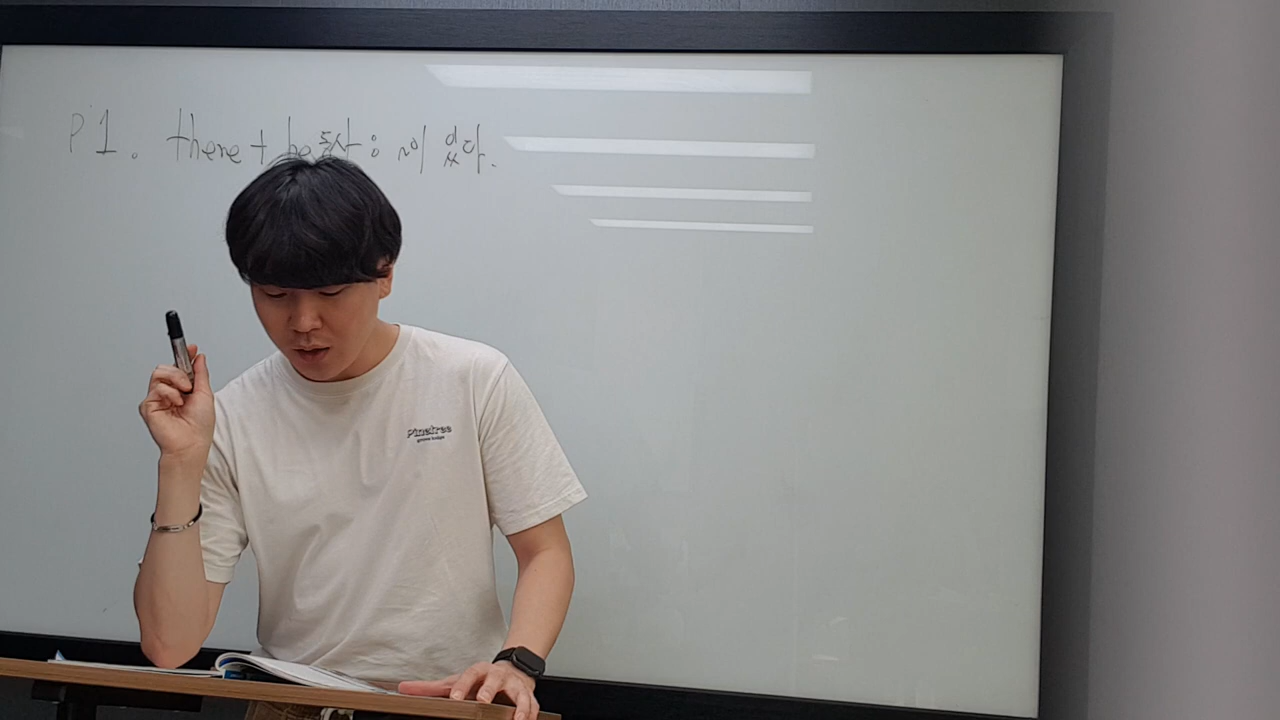 P1. there + be동사 : ~이 있다.
Pinetree